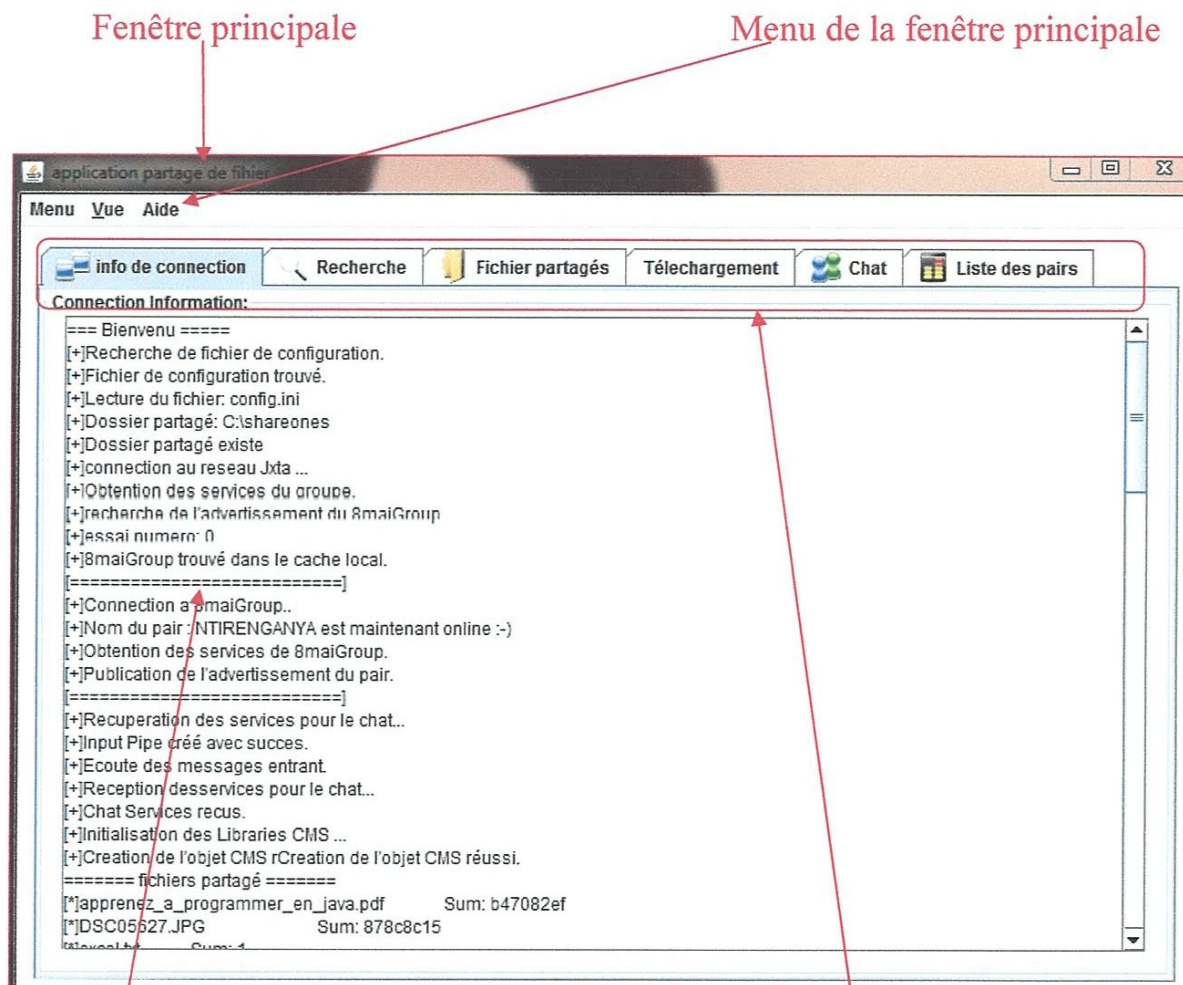 Fenêtre principale
Menu de la fenêtre principale
application partage de fihier
Menu Vue Aide
info de connection Recherche Fichier partagés Télechargement Chat Liste des pairs
Connection Information:
=== Bienvenu =====
[+]Recherche de fichier de configuration.
[+]Fichier de configuration trouvé.
[+]Lecture du fichier: config.ini
[+]Dossier partagé: C:\shareones
[+]Dossier partagé existe
[+]connection au reseau Jxta ...
[+]Obtention des services du groupe.
[+]recherche de l'advertissement du 8maiGroup
[+]essai numero: 0
[+]8maiGroup trouvé dans le cache local.
[===========================]
[+]Connection a 8maiGroup..
[+]Nom du pair : NTIRENGANYA est maintenant online :-)
[+]Obtention des services de 8maiGroup.
[+]Publication de l'advertissement du pair.
[===========================]
[+]Recuperation des services pour le chat...
[+]Input Pipe créé avec succes.
[+]Ecoute des messages entrant.
[+]Reception desservices pour le chat...
[+]Chat Services recus.
[+]Initialisation des Libraries CMS ...
[+]Creation de l'objet CMS rCreation de l'objet CMS réussi.
======= fichiers partagé =======
[*]apprenez_a_programmer_en_java.pdf Sum: b47082ef
[*]DSC05627.JPG Sum: 878c8c15
Sum: 1